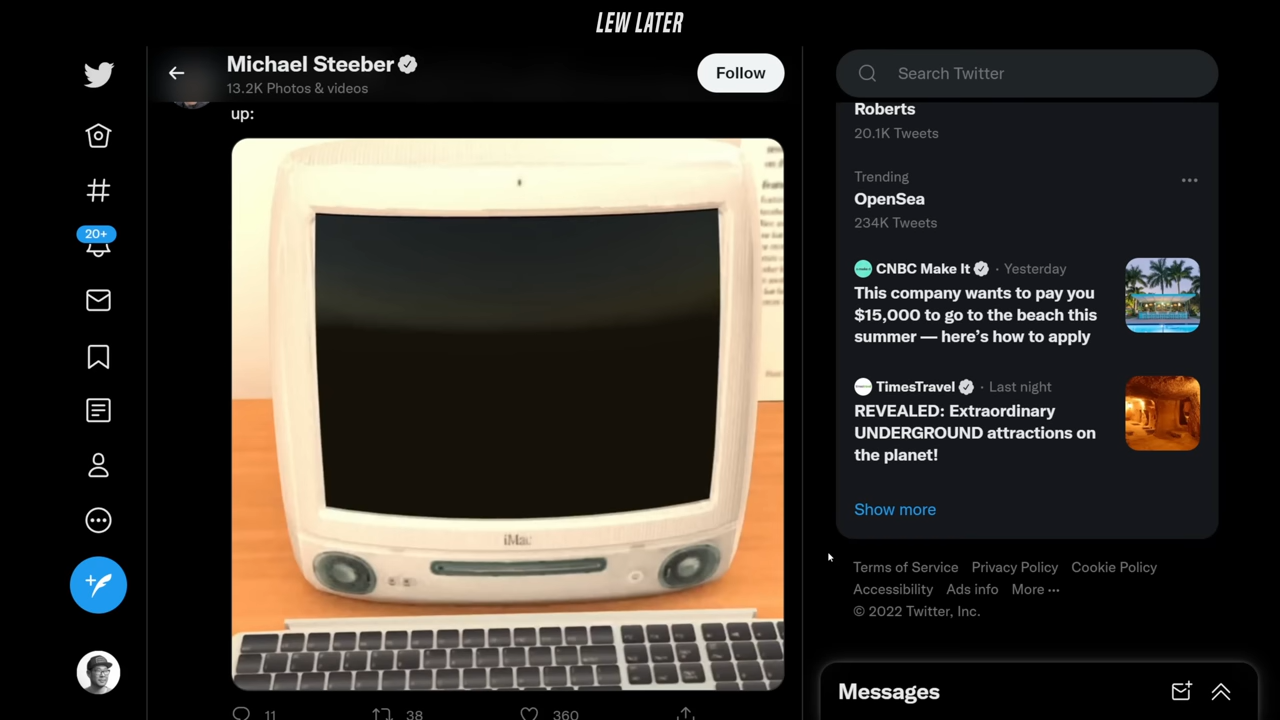 LEW LATER
Michael Steeber
13.2K Photos & videos
Follow
up:
iMac
11
38
360
20+
Search Twitter
Roberts
20.1K Tweets
Trending
OpenSea
234K Tweets
CNBC Make It · Yesterday
This company wants to pay you
$15,000 to go to the beach this
summer — here's how to apply
TimesTravel · Last night
REVEALED: Extraordinary
UNDERGROUND attractions on
the planet!
Show more
Terms of Service Privacy Policy Cookie Policy
Accessibility Ads info More ···
© 2022 Twitter, Inc.
Messages